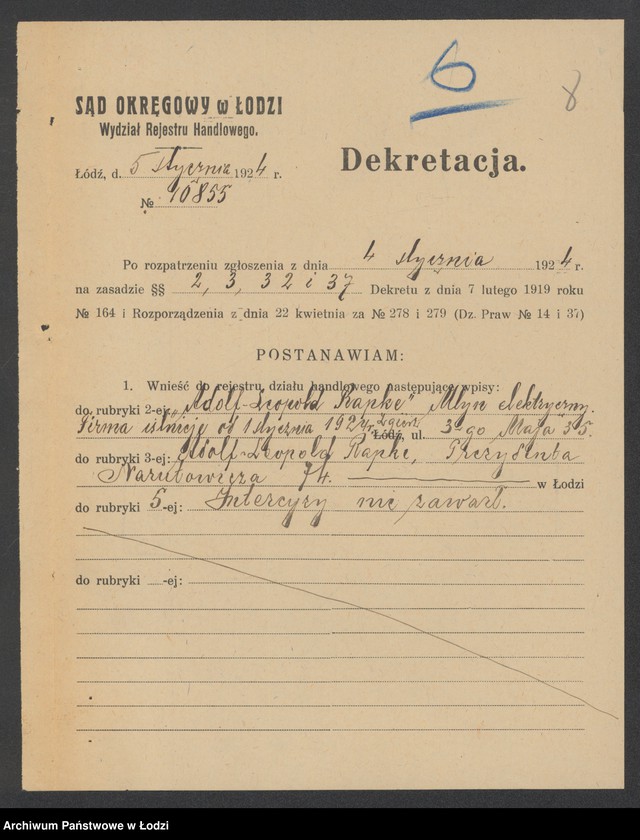 6
8
SĄD OKRĘGOWY w ŁODZI
Wydział Rejestru Handlowego.
Łódź, d. 5 stycznia 1924 r.
№ 10855
Dekretacja.
Po rozpatrzeniu zgłoszenia z dnia 4 stycznia 1924 r.
na zasadzie §§ 2, 3, 32 i 37 Dekretu z dnia 7 lutego 1919 roku
№ 164 i Rozporządzenia z dnia 22 kwietnia za № 278 i 279 (Dz. Praw № 14 i 37)
POSTANAWIAM:
1. Wnieść do rejestru, działu handlowego następujące wpisy:
do rubryki 2-ej: „Adolf-Leopold Rapke" Młyn elektryczny.
Firma istnieje od 1 stycznia 1924 r. Zgierz Łódź, ul. 3-go Maja 35.
do rubryki 3-ej: Adolf-Leopold Rapke, Prezydenta
Narutowicza 74. w Łodzi
do rubryki 5-ej: Intercyzy nie zawarł.
do rubryki -ej:
Archiwum Państwowe w Łodzi